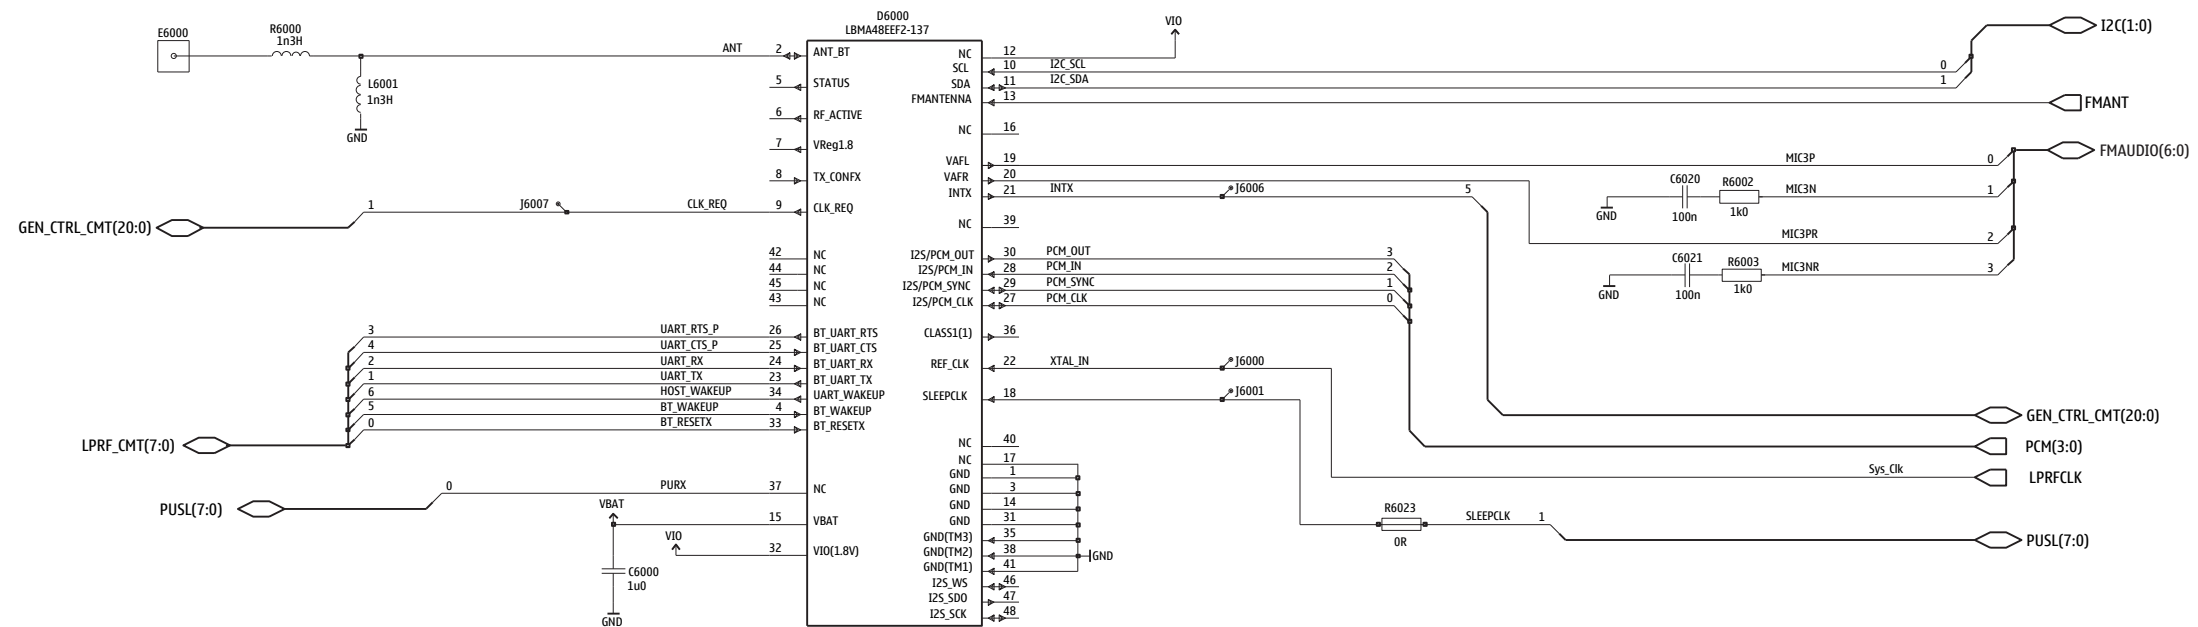 D6000
LBMA48EEF2-137
E6000
R6000
1n3H
L6001
1n3H
GND
ANT 2 ANT_BT
5 STATUS
6 RF_ACTIVE
7 VReg1.8
8 TX_CONFX
GEN_CTRL_CMT(20:0) 1 J6007 CLK_REQ 9 CLK_REQ
42 NC
44 NC
45 NC
43 NC
3 UART_RTS_P 26 BT_UART_RTS
4 UART_CTS_P 25 BT_UART_CTS
2 UART_RX 24 BT_UART_RX
1 UART_TX 23 BT_UART_TX
6 HOST_WAKEUP 34 UART_WAKEUP
5 BT_WAKEUP 4 BT_WAKEUP
0 BT_RESETX 33 BT_RESETX
LPRF_CMT(7:0)
PUSL(7:0) 0 PURX 37 NC
VBAT 15 VBAT
VIO 32 VIO(1.8V)
C6000
1u0
GND
VIO
NC 12
SCL 10 I2C_SCL 0
SDA 11 I2C_SDA 1
I2C(1:0)
FMANTENNA 13 FMANT
NC 16
VAFL 19 MIC3P 0
VAFR 20
INTX 21 INTX J6006 5
FMAUDIO(6:0)
GND C6020 100n R6002 1k0 MIC3N 1
MIC3PR 2
GND C6021 100n R6003 1k0 MIC3NR 3
NC 39
I2S/PCM_OUT 30 PCM_OUT 3
I2S/PCM_IN 28 PCM_IN 2
I2S/PCM_SYNC 29 PCM_SYNC 1
I2S/PCM_CLK 27 PCM_CLK 0
CLASS1(1) 36
REF_CLK 22 XTAL_IN J6000
SLEEPCLK 18 J6001
GEN_CTRL_CMT(20:0)
PCM(3:0)
Sys_Clk LPRFCLK
R6023
0R
SLEEPCLK 1 PUSL(7:0)
NC 40
NC 17
GND 1
GND 3
GND 14
GND 31
GND(TM3) 35
GND(TM2) 38 GND
GND(TM1) 41
I2S_WS 46
I2S_SDO 47
I2S_SCK 48